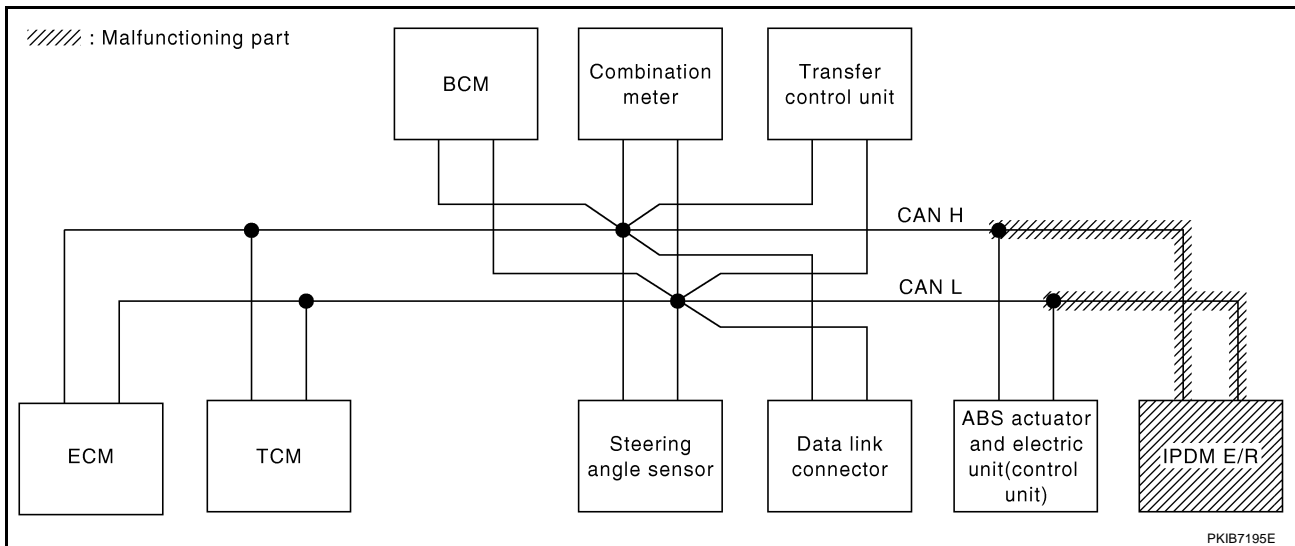 : Malfunctioning part
BCM
Combination
meter
Transfer
control unit
CAN H
CAN L
ECM
TCM
Steering
angle sensor
Data link
connector
ABS actuator
and electric
unit(control
unit)
IPDM E/R
PKIB7195E